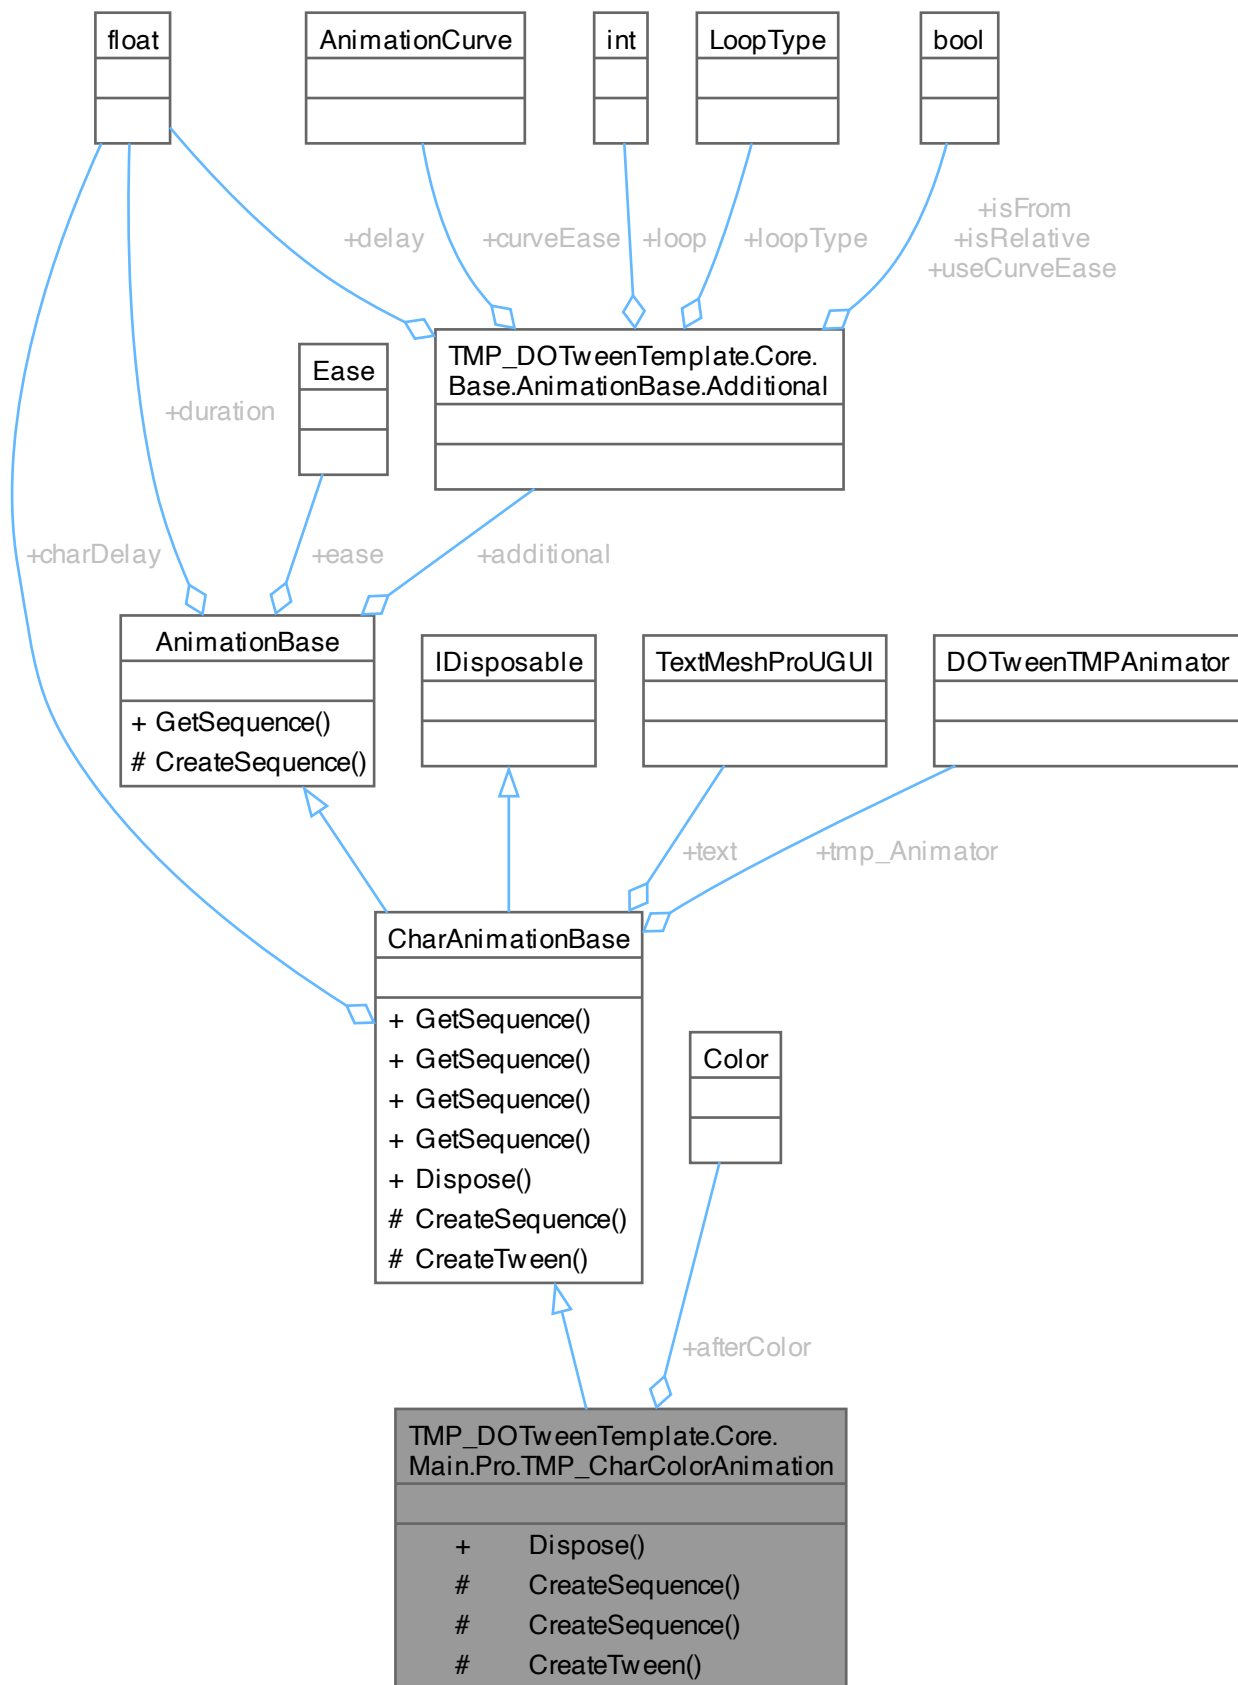 float
AnimationCurve
int
LoopType
bool
+delay
+curveEase
+loop
+loopType
+isFrom
+isRelative
+useCurveEase
TMP_DOTweenTemplate.Core.
Base.AnimationBase.Additional
Ease
+duration
+charDelay
+ease
+additional
AnimationBase
+ GetSequence()
# CreateSequence()
IDisposable
TextMeshProUGUI
DOTweenTMPAnimator
+text
+tmp_Animator
CharAnimationBase
+ GetSequence()
+ GetSequence()
+ GetSequence()
+ GetSequence()
+ Dispose()
# CreateSequence()
# CreateTween()
Color
+afterColor
TMP_DOTweenTemplate.Core.
Main.Pro.TMP_CharColorAnimation
+ Dispose()
# CreateSequence()
# CreateSequence()
# CreateTween()